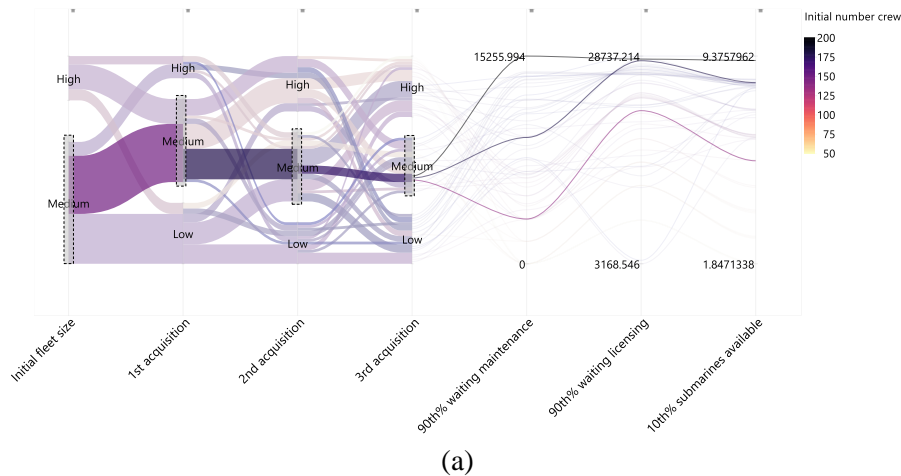 Initial number crew
200
175
150
125
100
75
50
High
Medium
High
Medium
Low
High
Medium
Low
High
Medium
Low
15255.994
0
28737.214
3168.546
9.3757962
1.8471338
Initial fleet size
1st acquisition
2nd acquisition
3rd acquisition
90th% waiting maintenance
90th% waiting licensing
10th% submarines available
(a)